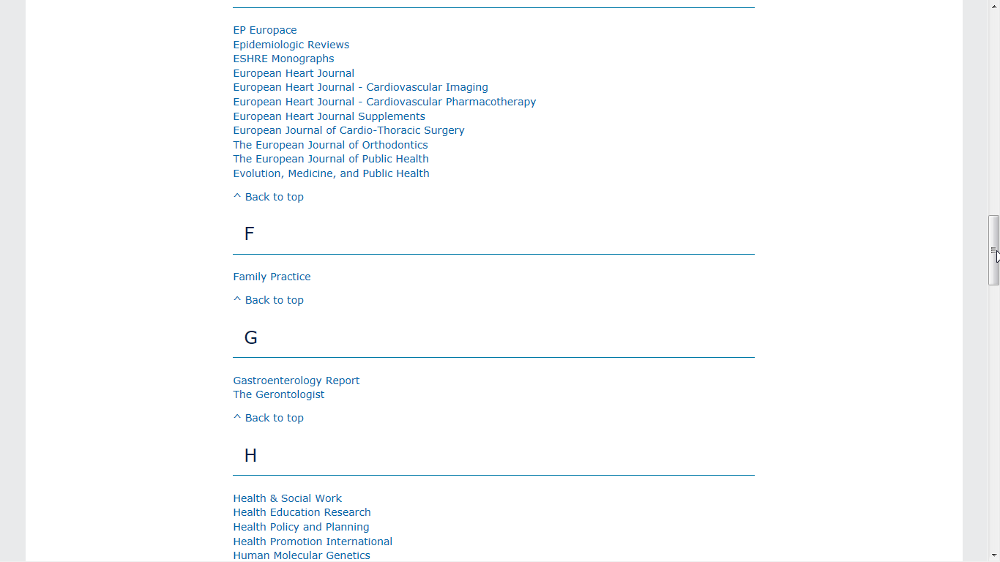 EP Europace
Epidemiologic Reviews
ESHRE Monographs
European Heart Journal
European Heart Journal - Cardiovascular Imaging
European Heart Journal - Cardiovascular Pharmacotherapy
European Heart Journal Supplements
European Journal of Cardio-Thoracic Surgery
The European Journal of Orthodontics
The European Journal of Public Health
Evolution, Medicine, and Public Health
^ Back to top
F
Family Practice
^ Back to top
G
Gastroenterology Report
The Gerontologist
^ Back to top
H
Health & Social Work
Health Education Research
Health Policy and Planning
Health Promotion International
Human Molecular Genetics